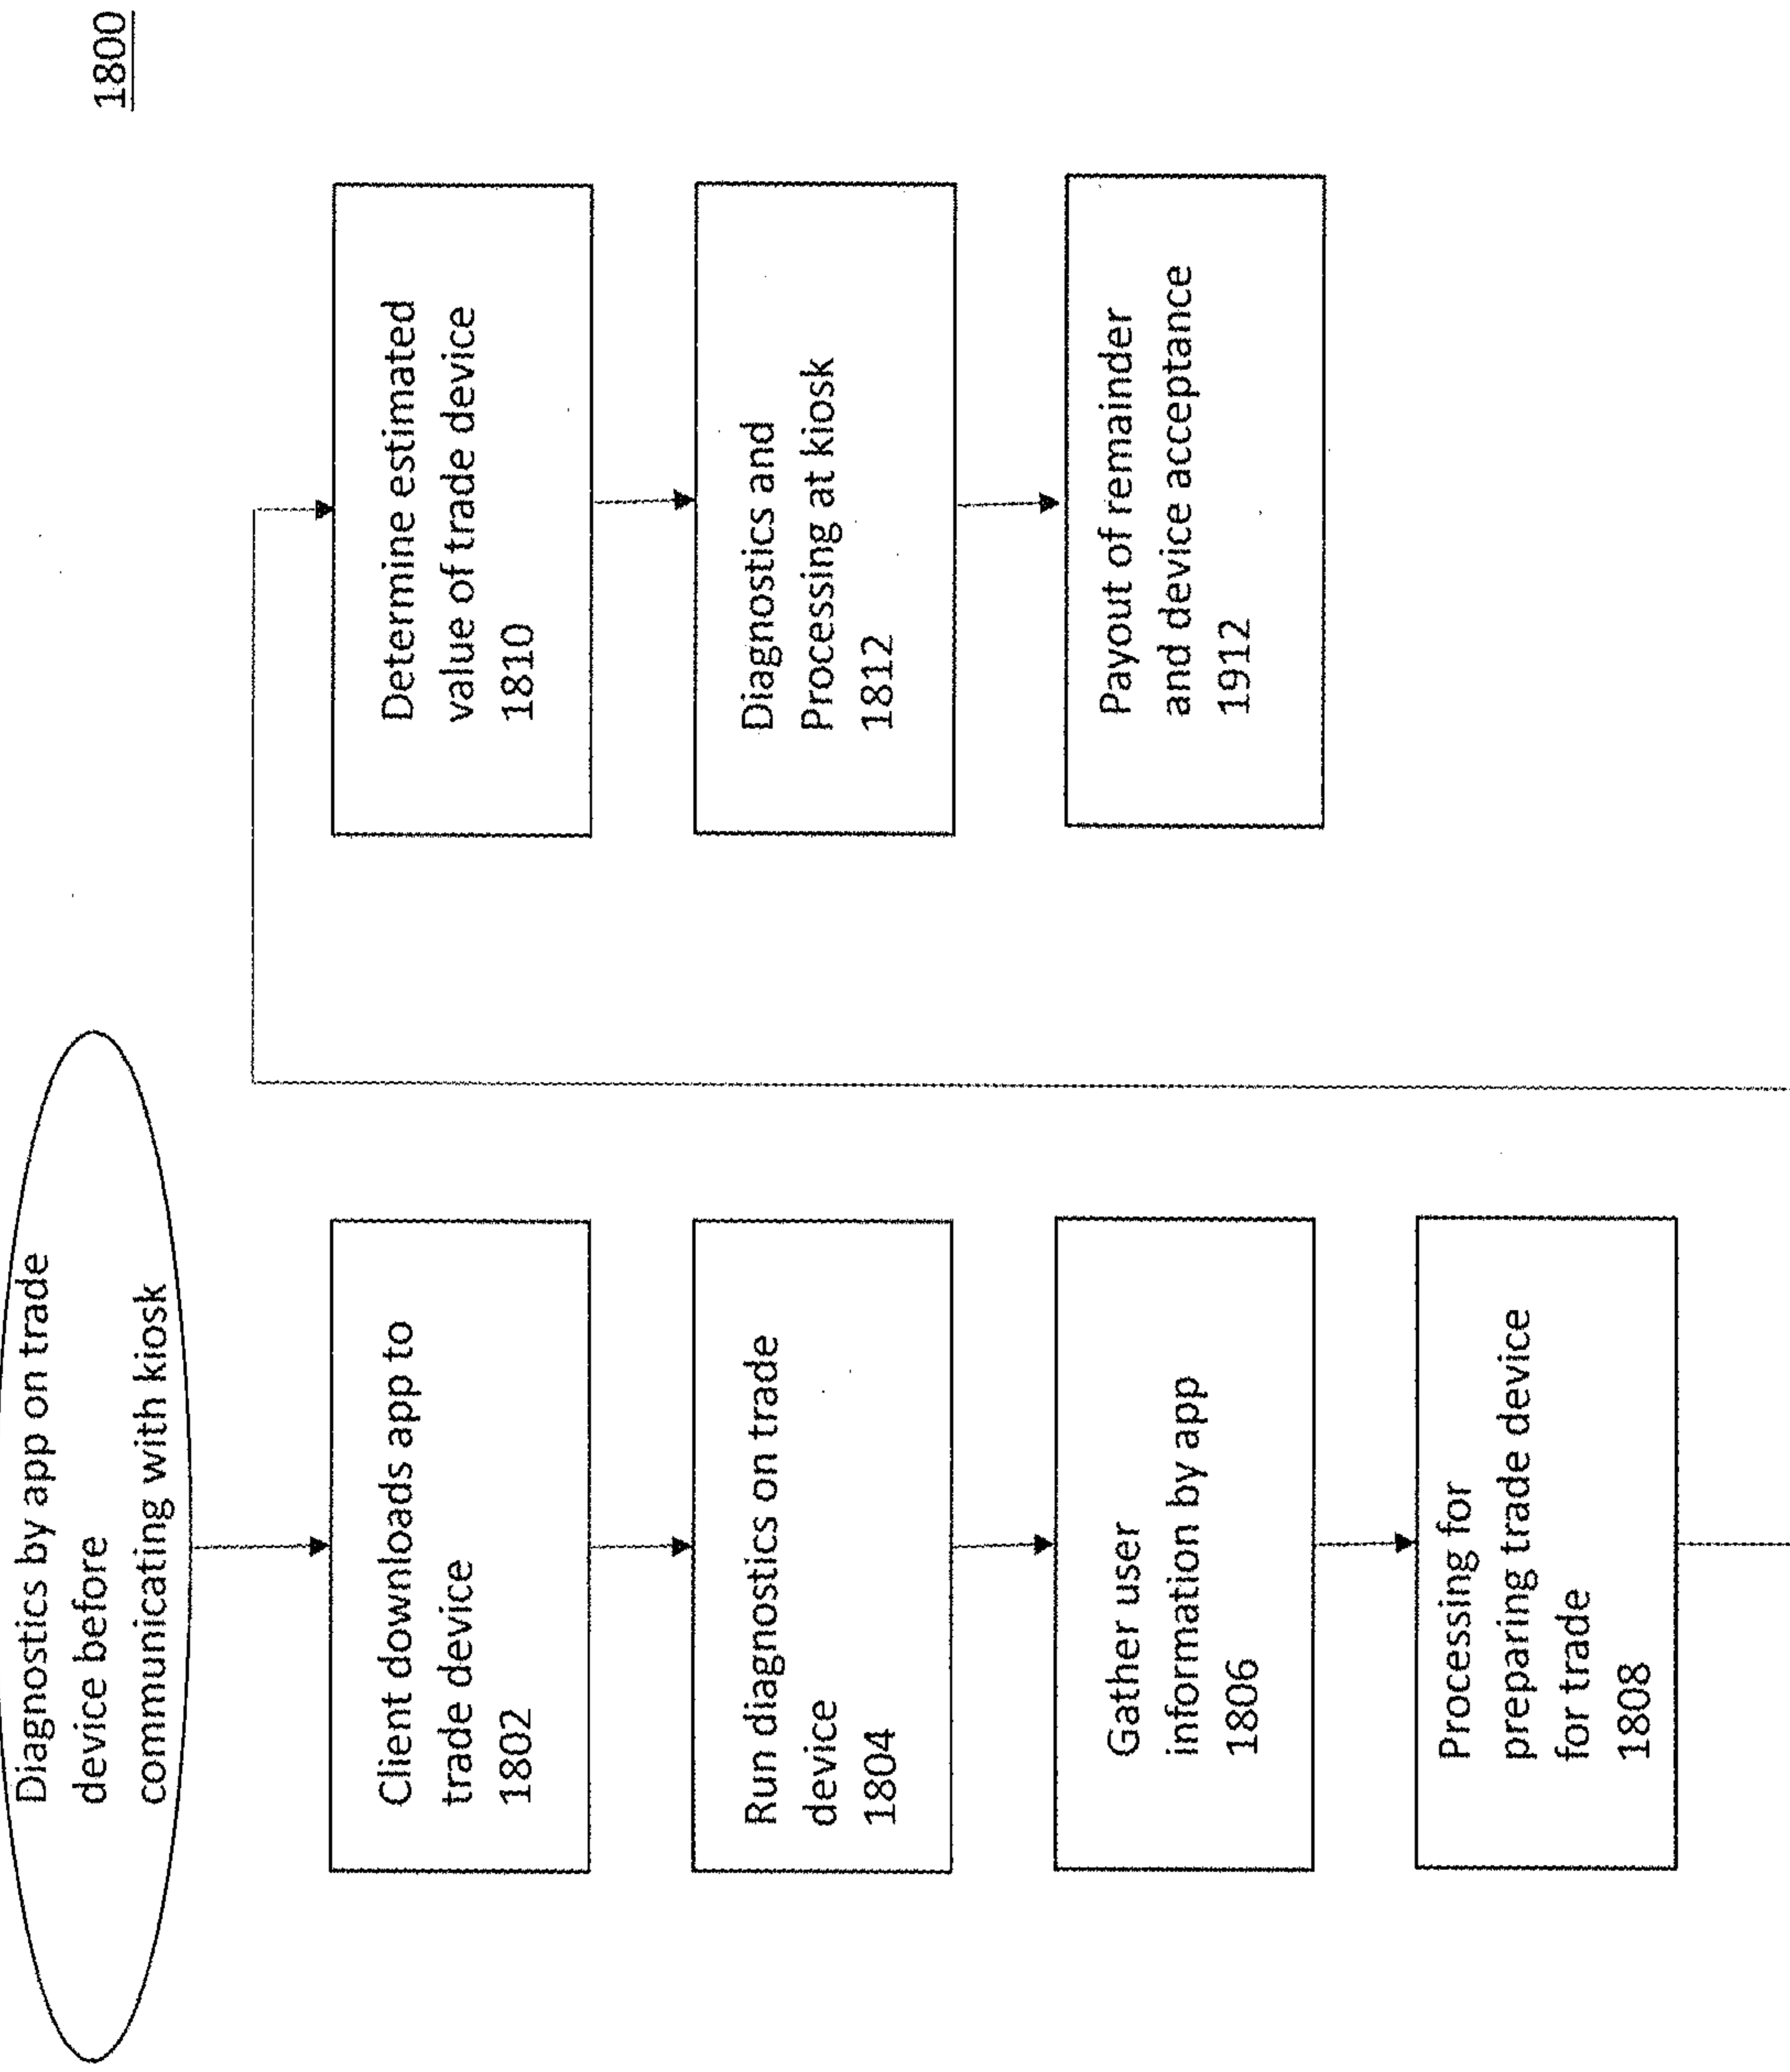 1800
Diagnostics by app on trade
device before
communicating with kiosk
Client downloads app to
trade device
1802
Run diagnostics on trade
device
1804
Gather user
information by app
1806
Processing for
preparing trade device
for trade
1808
Determine estimated
value of trade device
1810
Diagnostics and
Processing at kiosk
1812
Payout of remainder
and device acceptance
1912